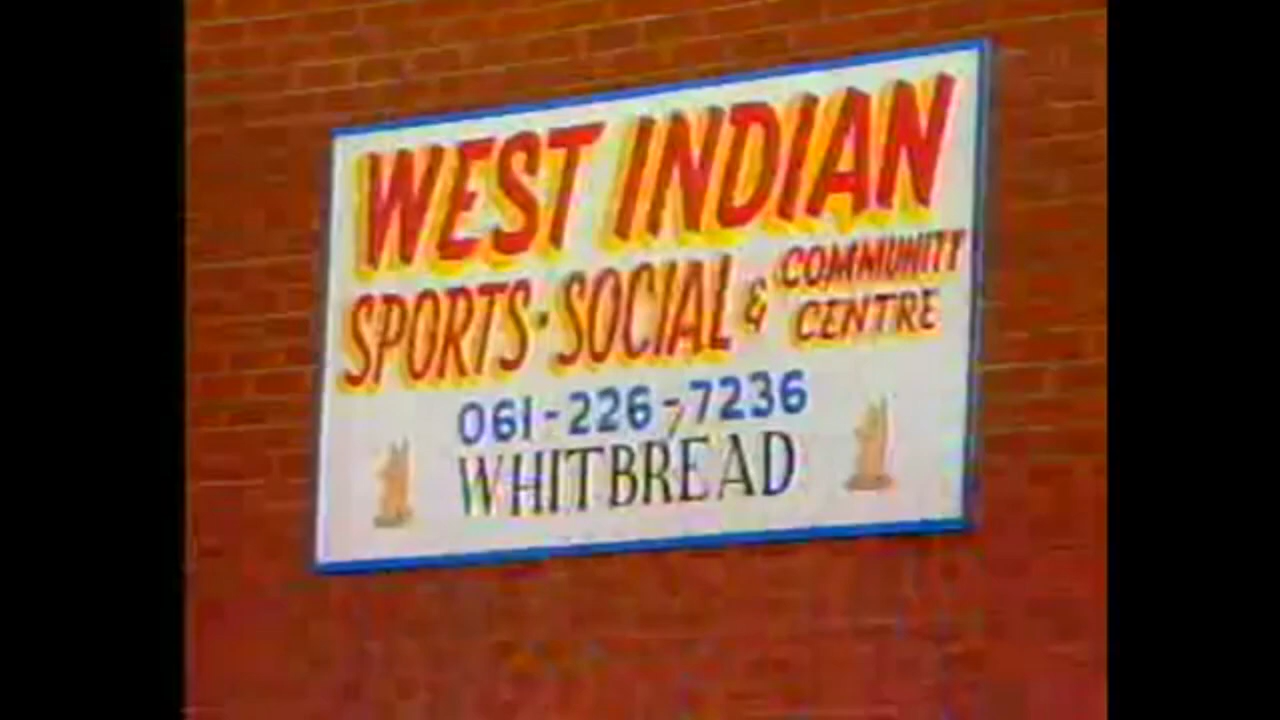 WEST INDIAN
SPORTS·SOCIAL & COMMUNITY CENTRE
061-226-7236
WHITBREAD